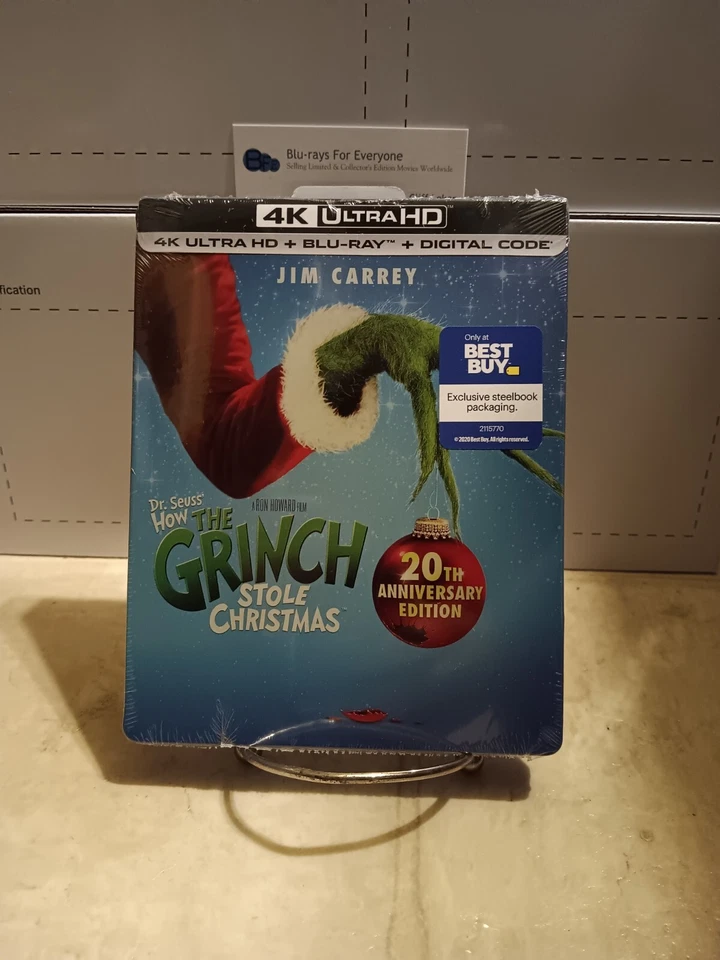 Blu-rays For Everyone
Selling Limited & Collector's Edition Movies Worldwide
4K ULTRA HD
4K ULTRA HD + BLU-RAY™ + DIGITAL CODE
fication
JIM CARREY
Only at
BEST
BUY
Exclusive steelbook
packaging.
2115770
© 2020 Best Buy. All rights reserved.
Dr. Seuss'
A RON HOWARD FILM
HOW THE
GRINCH
STOLE
CHRISTMAS
20TH
ANNIVERSARY
EDITION